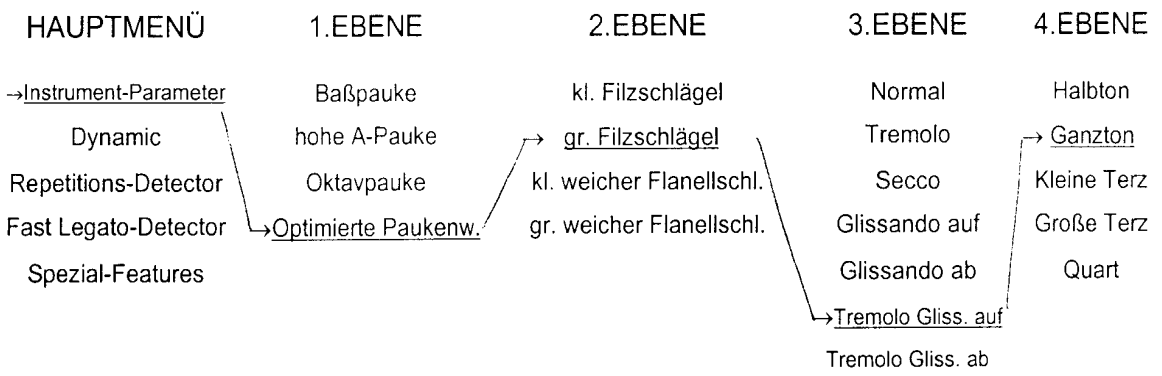 HAUPTMENÜ 1.EBENE 2.EBENE 3.EBENE 4.EBENE
→Instrument-Parameter Baßpauke kl. Filzschlägel Normal Halbton
Dynamic hohe A-Pauke → gr. Filzschlägel Tremolo → Ganzton
Repetitions-Detector Oktavpauke kl. weicher Flanellschl. Secco Kleine Terz
Fast Legato-Detector →Optimierte Paukenw. gr. weicher Flanellschl. Glissando auf Große Terz
Spezial-Features Glissando ab Quart
→Tremolo Gliss. auf
Tremolo Gliss. ab